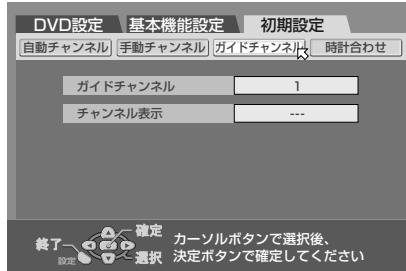 DVD設定 基本機能設定 初期設定
自動チャンネル 手動チャンネル ガイドチャンネル 時計合わせ
ガイドチャンネル 1
チャンネル表示 ---
確定
終了
設定 選択
カーソルボタンで選択後、
決定ボタンで確定してください